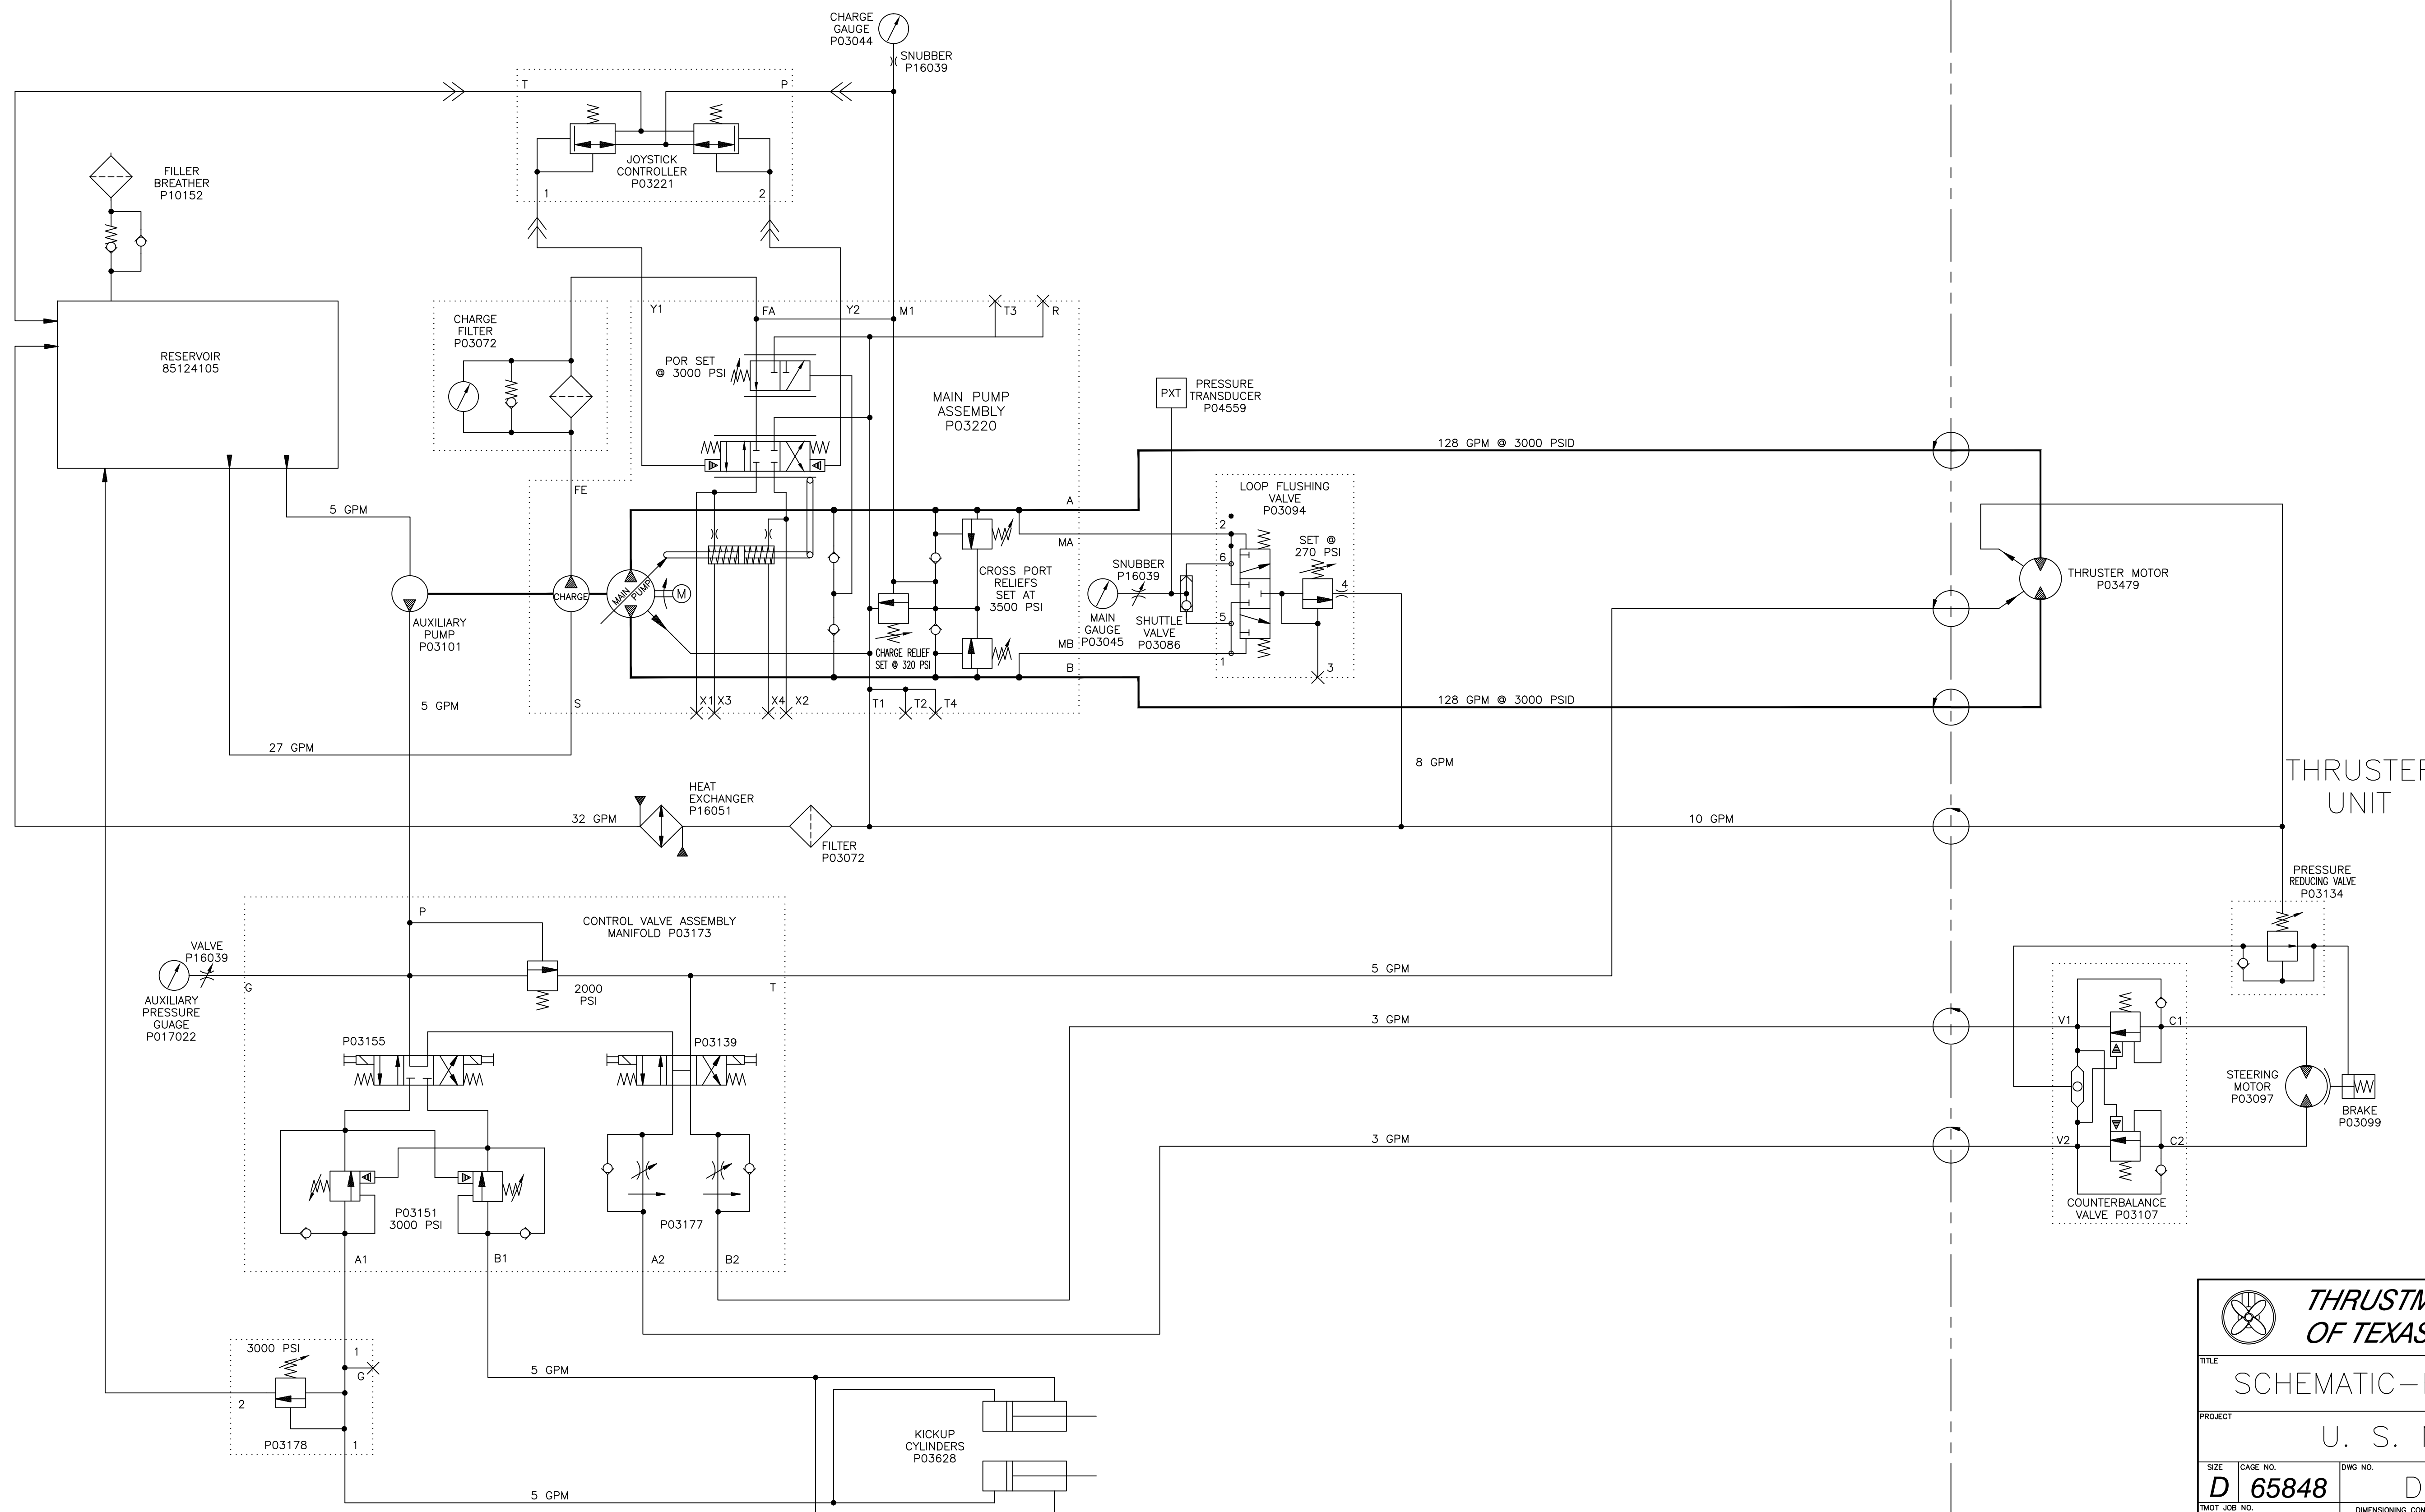 CHARGE
GAUGE
P03044
SNUBBER
P16039
T
P
JOYSTICK
CONTROLLER
P03221
1
2
FILLER
BREATHER
P10152
RESERVOIR
85124105
CHARGE
FILTER
P03072
Y1
FA
Y2
M1
T3
R
POR SET
@ 3000 PSI
MAIN PUMP
ASSEMBLY
P03220
PXT
PRESSURE
TRANSDUCER
P04559
128 GPM @ 3000 PSID
FE
5 GPM
A
MA
LOOP FLUSHING
VALVE
P03094
2
6
SET @
270 PSI
4
SNUBBER
P16039
CROSS PORT
RELIEFS
SET AT
3500 PSI
CHARGE
MAIN
PUMP
M
THRUSTER MOTOR
P03479
AUXILIARY
PUMP
P03101
MAIN
GAUGE
P03045
SHUTTLE
VALVE
P03086
5
1
3
CHARGE RELIEF
SET @ 320 PSI
MB
B
5 GPM
S
X1
X3
X4
X2
T1
T2
T4
128 GPM @ 3000 PSID
27 GPM
8 GPM
THRUSTER
UNIT
HEAT
EXCHANGER
P16051
32 GPM
10 GPM
FILTER
P03072
PRESSURE
REDUCING VALVE
P03134
P
CONTROL VALVE ASSEMBLY
MANIFOLD P03173
VALVE
P16039
G
AUXILIARY
PRESSURE
GUAGE
P017022
2000
PSI
T
5 GPM
P03155
P03139
3 GPM
V1
C1
STEERING
MOTOR
P03097
BRAKE
P03099
3 GPM
V2
C2
COUNTERBALANCE
VALVE P03107
P03151
3000 PSI
P03177
A1
B1
A2
B2
3000 PSI
1
G
2
P03178
1
5 GPM
KICKUP
CYLINDERS
P03628
5 GPM
OF TEXAS
TITLE
PROJECT
U. S.
SIZE
D
CAGE NO.
65848
DWG NO.
D
TMOT JOB NO.